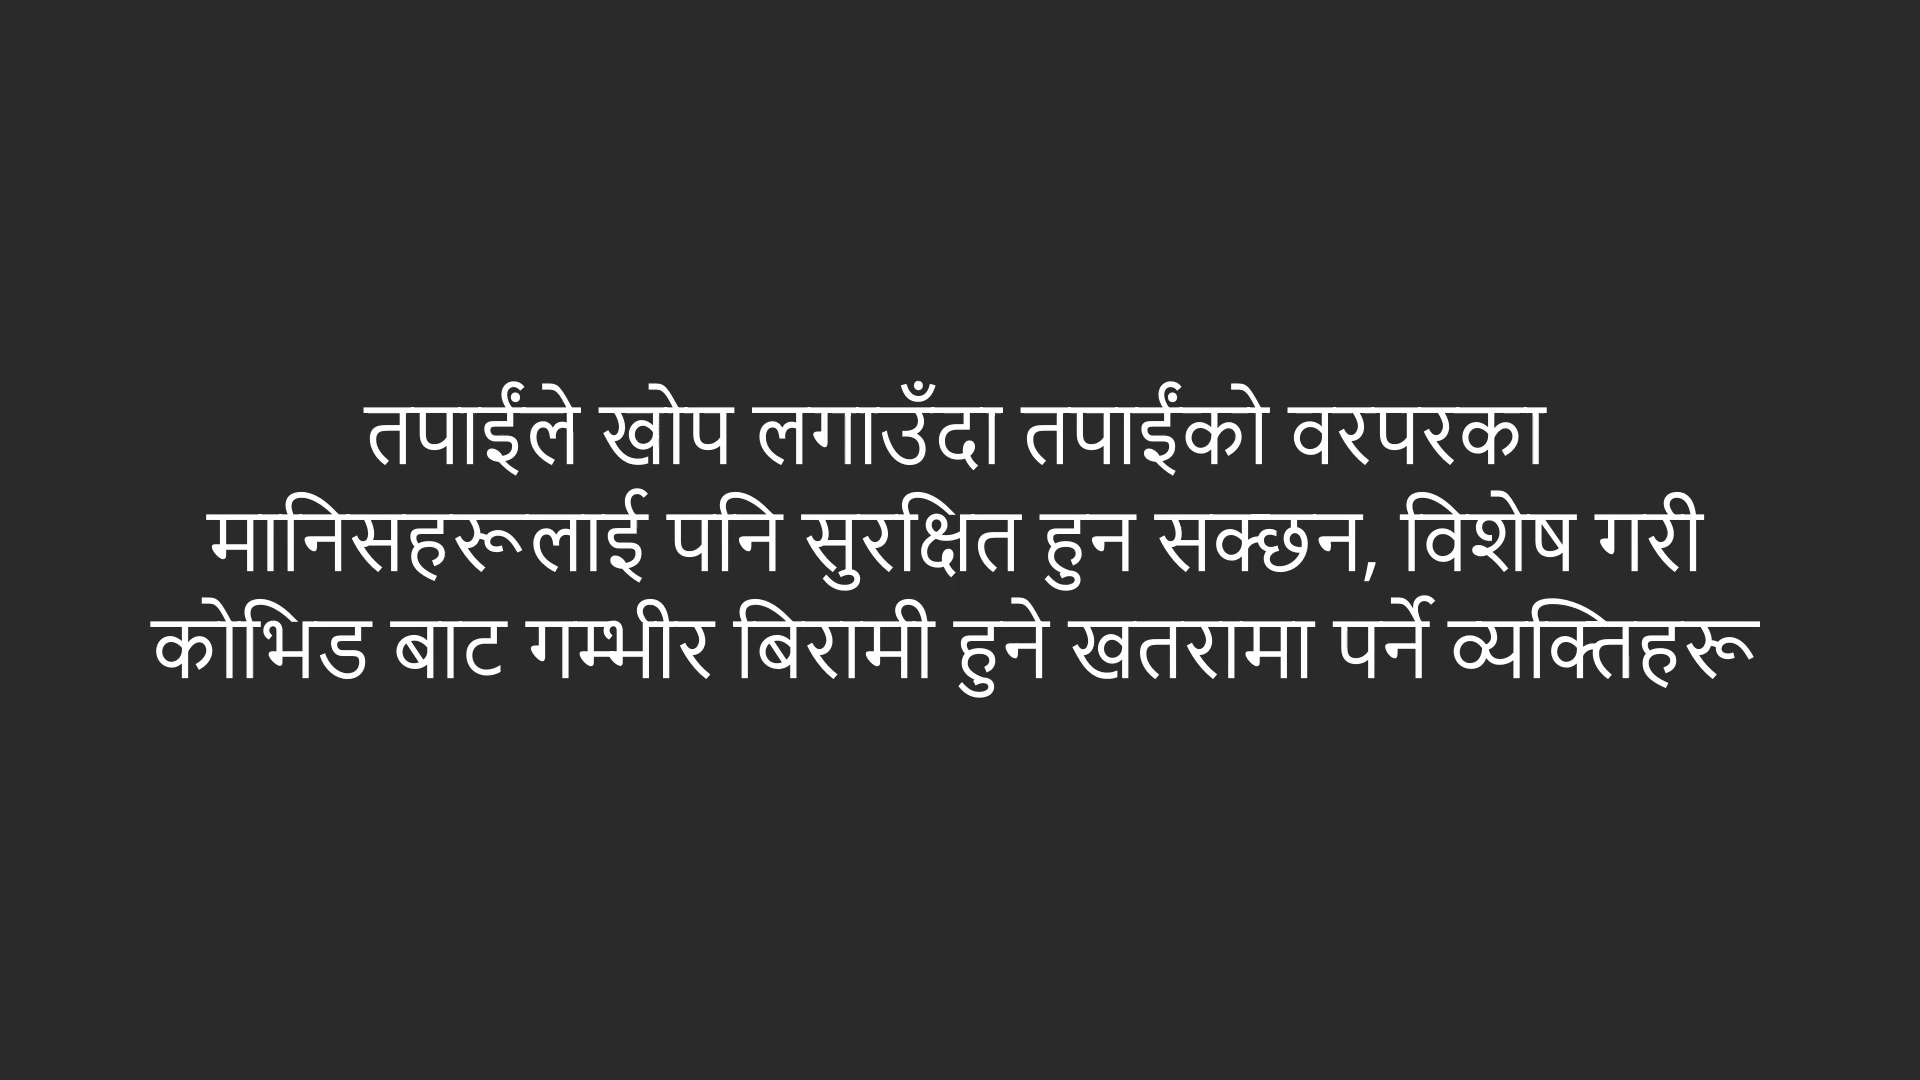 तपाईंले खोप लगाउँदा तपाईंको वरपरका
मानिसहरूलाई पनि सुरक्षित हुन सक्छन, विशेष गरी
कोभिड बाट गम्भीर बिरामी हुने खतरामा पर्ने व्यक्तिहरू